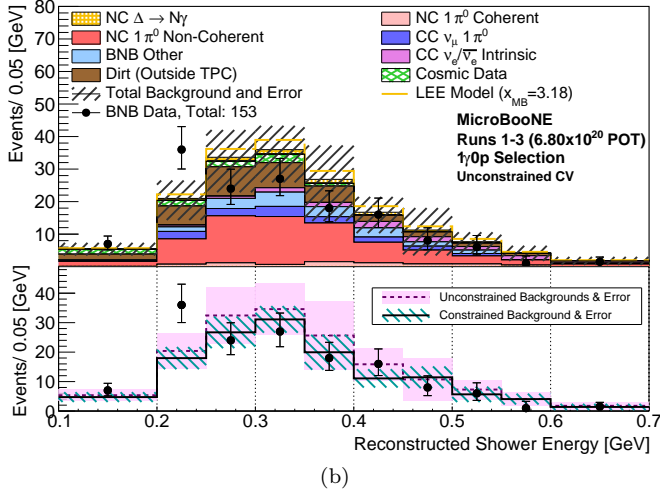 Events/ 0.05 [GeV]
80
70
60
50
40
30
20
10
NC Δ → Nγ
NC 1π⁰ Non-Coherent
BNB Other
Dirt (Outside TPC)
Total Background and Error
BNB Data, Total: 153
NC 1π⁰ Coherent
CC ν_μ 1π⁰
CC ν_e/ν̅_e Intrinsic
Cosmic Data
LEE Model (x_MB=3.18)
MicroBooNE
Runs 1-3 (6.80x10²⁰ POT)
1γ0p Selection
Unconstrained CV
Events/ 0.05 [GeV]
40
30
20
10
0
Unconstrained Backgrounds & Error
Constrained Background & Error
0.1 0.2 0.3 0.4 0.5 0.6 0.7
Reconstructed Shower Energy [GeV]
(b)